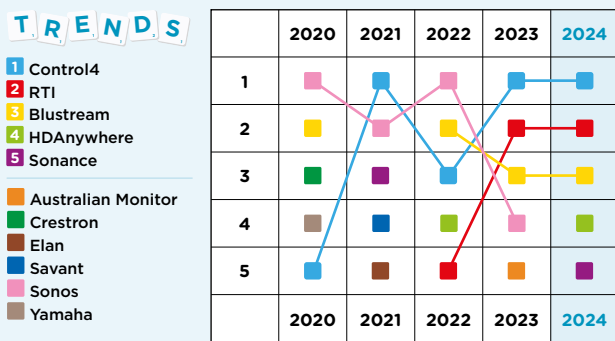 TRENDS
2020 2021 2022 2023 2024
1 Control4
2 RTI
3 Blustream
4 HDAnywhere
5 Sonance
Australian Monitor
Crestron
Elan
Savant
Sonos
Yamaha
1
2
3
4
5
2020 2021 2022 2023 2024